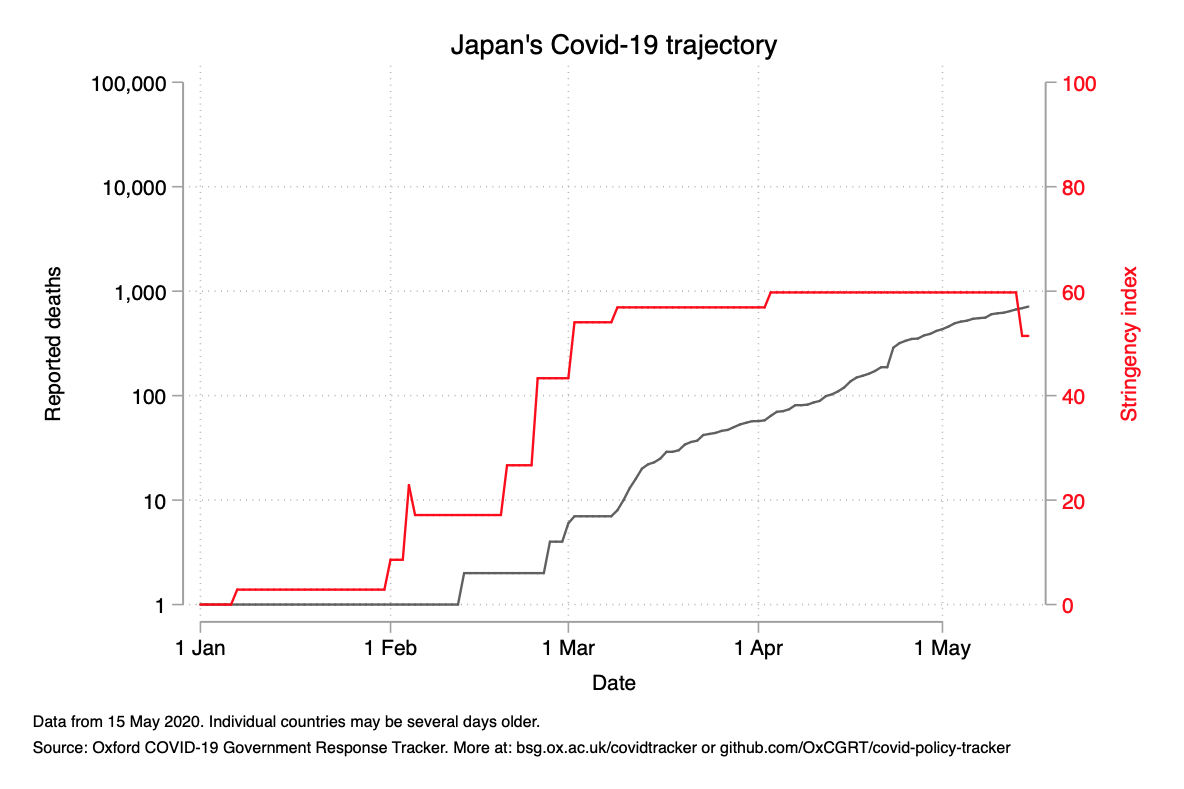 Japan's Covid-19 trajectory
100,000
10,000
1,000
100
10
1
Reported deaths
100
80
60
40
20
0
Stringency index
1 Jan
1 Feb
1 Mar
1 Apr
1 May
Date
Data from 15 May 2020. Individual countries may be several days older.
Source: Oxford COVID-19 Government Response Tracker. More at: bsg.ox.ac.uk/covidtracker or github.com/OxCGRT/covid-policy-tracker